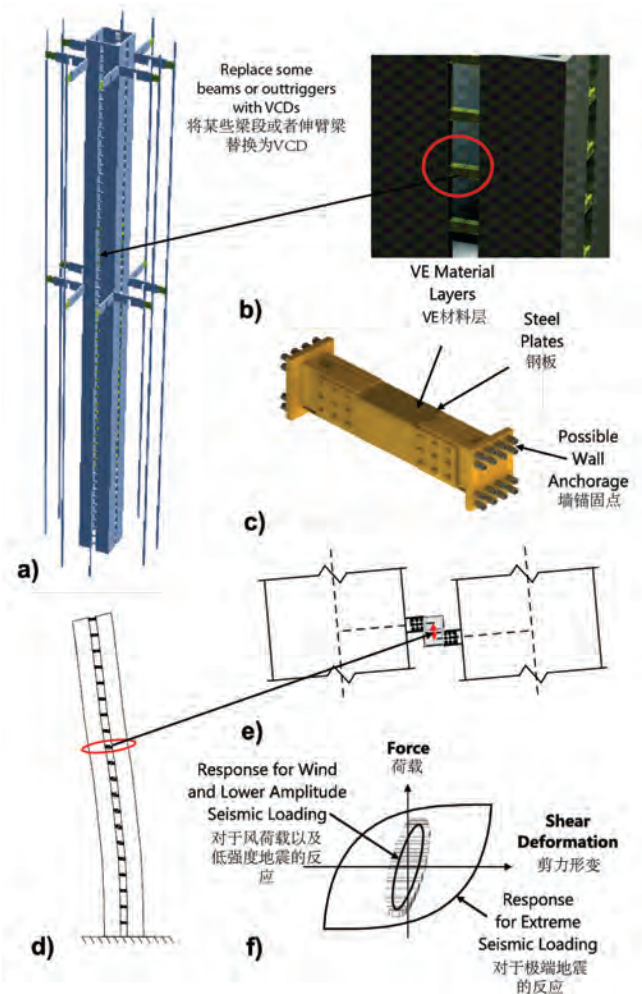 Replace some
beams or outtriggers
with VCDs
将某些梁段或者伸臂梁
替换为VCD
a)
b)
VE Material
Layers
VE材料层
Steel
Plates
钢板
Possible
Wall
Anchorage
墙锚固点
c)
d)
e)
Force
荷载
Response for Wind
and Lower Amplitude
Seismic Loading
对于风荷载以及
低强度地震的反
应
Shear
Deformation
剪力形变
Response
for Extreme
Seismic Loading
对于极端地震
的反应
f)